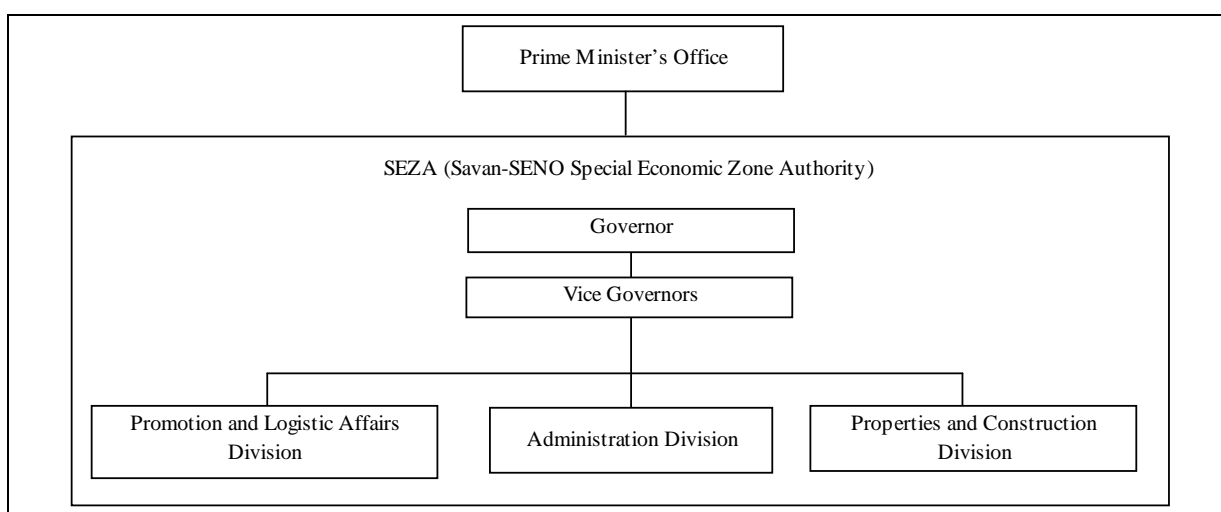 Prime Minister’s Office
SEZA (Savan-SENO Special Economic Zone Authority)
Governor
Vice Governors
Promotion and Logistic Affairs
Division
Administration Division
Properties and Construction
Division